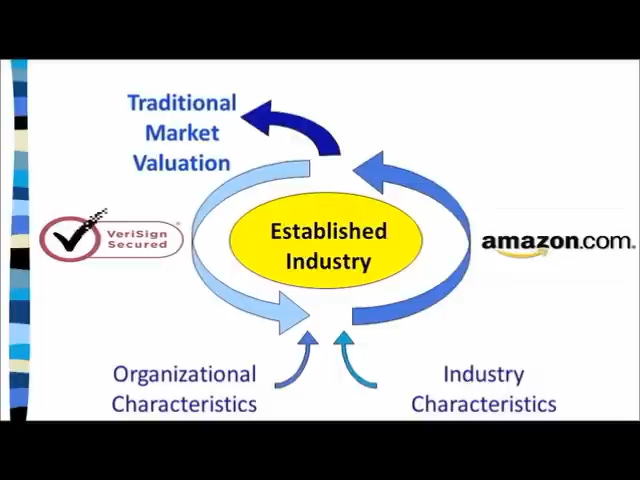 Traditional
Market
Valuation
VeriSign
Secured
Established
Industry
amazon.com.
Organizational
Characteristics
Industry
Characteristics